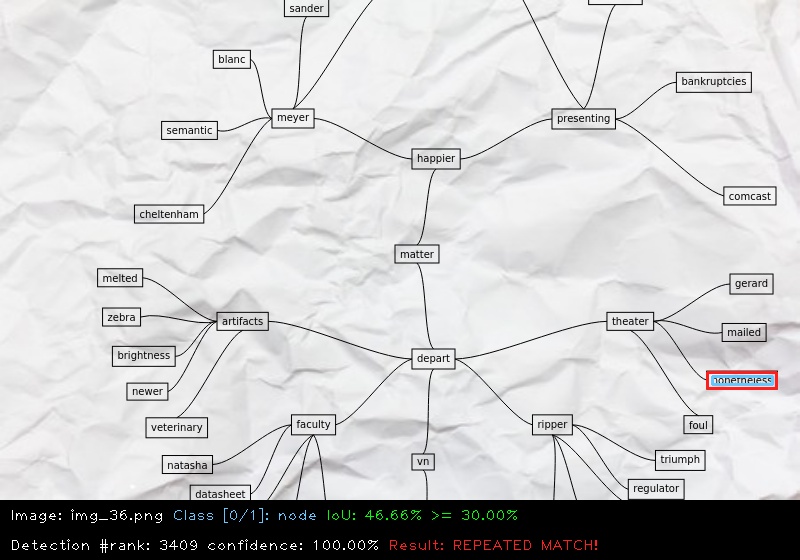 sander
blanc
bankruptcies
meyer
presenting
semantic
happier
comcast
cheltenham
matter
melted
gerard
zebra
artifacts
theater
mailed
brightness
depart
nonetheless
newer
veterinary
faculty
ripper
foul
natasha
vn
triumph
datasheet
regulator
Image: img_36.png Class [0/1]: node IoU: 46.66% >= 30.00%
Detection #rank: 3409 confidence: 100.00% Result: REPEATED MATCH!